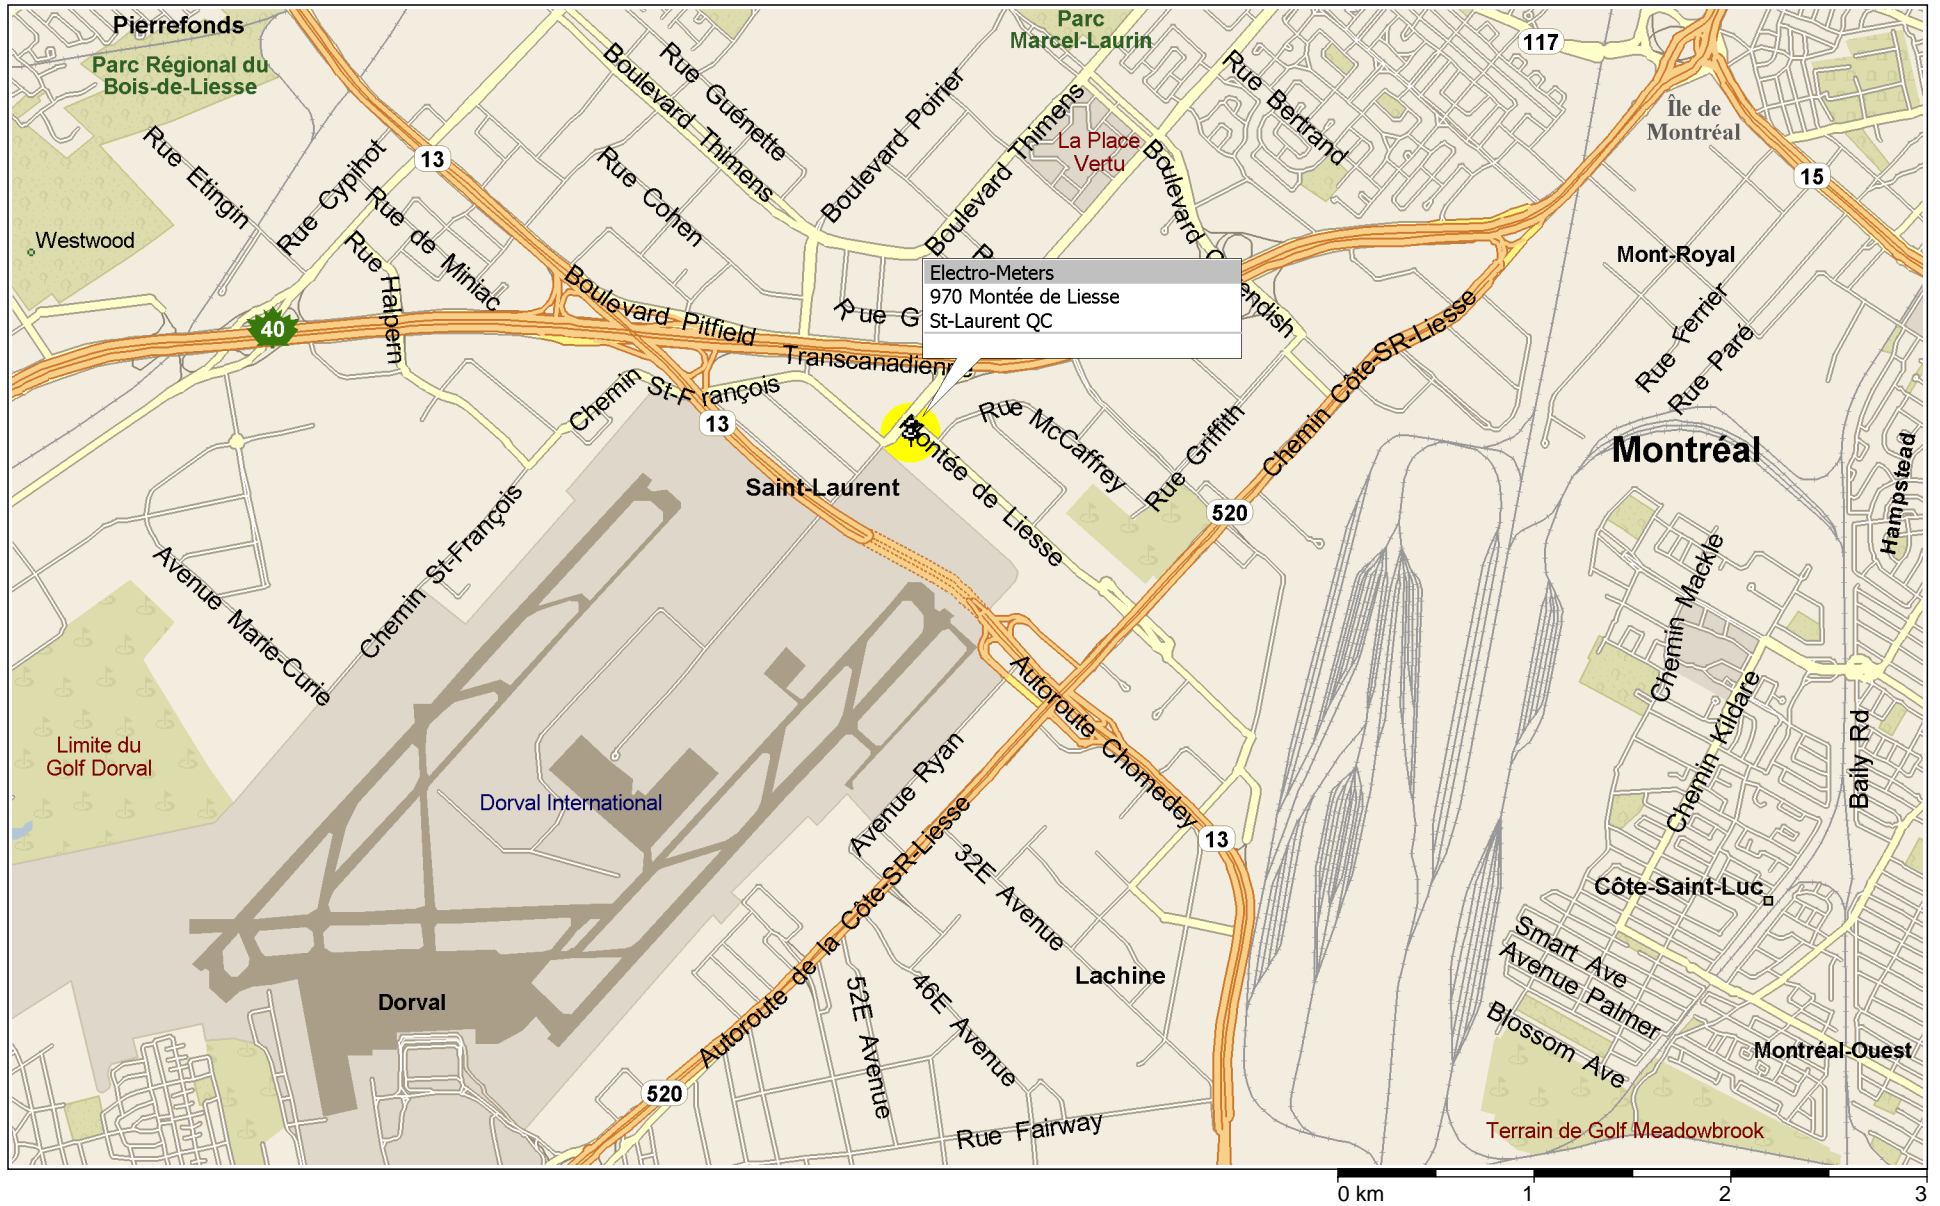 Pierrefonds
Parc Régional du
Bois-de-Liesse
Parc
Marcel-Laurin
117
Île de
Montréal
15
Rue Guénette
Boulevard Thimens
Boulevard Poirier
Boulevard Thimens
La Place
Vertu
Rue Bertrand
Boulevard
endish
Rue Etingin
Rue Cypihot
13
Rue de Miniac
Rue Cohen
Westwood
Rue Halpern
Mont-Royal
Electro-Meters
970 Montée de Liesse
St-Laurent QC
Rue G
40
Boulevard Pitfield
Transcanadienne
Chemin Côte-SR-Liesse
Rue Ferrier
Rue Paré
Chemin St-François
13
Rue McCaffrey
Rue Griffith
Montréal
Hampstead
Saint-Laurent
Montée de Liesse
520
Chemin St-François
Avenue Marie-Curie
Chemin Mackle
Chemin Kildare
Baily Rd
Limite du
Golf Dorval
Dorval International
Autoroute Chomedey
Avenue Ryan
13
Autoroute de la Côte-SR-Liesse
32E Avenue
Côte-Saint-Luc
Smart Ave
Avenue Palmer
Blossom Ave
Lachine
46E Avenue
52E Avenue
Dorval
Montréal-Ouest
520
Rue Fairway
Terrain de Golf Meadowbrook
0 km 1 2 3